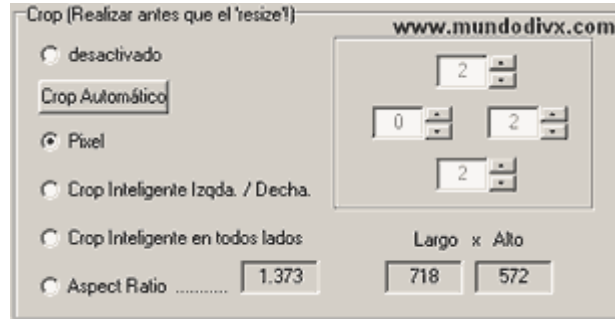 Crop (Realizar antes que el 'resize'!)
www.mundodivx.com
desactivado
2
Crop Automático
0 2
Pixel
2
Crop Inteligente Izqda. / Decha.
Crop Inteligente en todos lados
Largo x Alto
Aspect Ratio ........... 1.373
718 572